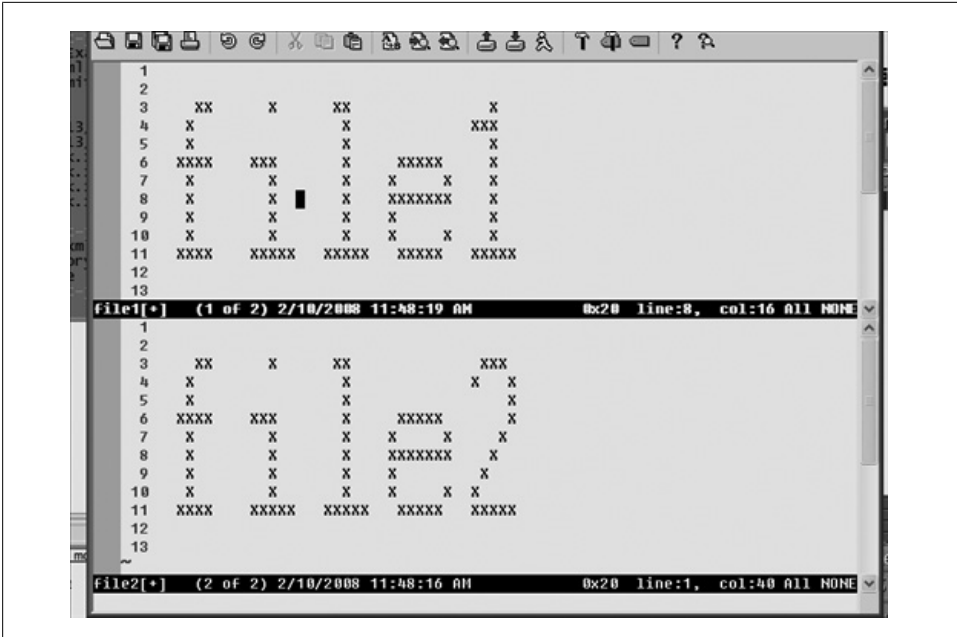 1
2
3 xx x xx x
4 x x xxx
5 x x x
6 xxxx xxx x xxxxx x
7 x x x x x x
8 x x x xxxxxxx x
9 x x x x x
10 x x x x x x
11 xxxx xxxxx xxxxx xxxxx xxxxx
12
13
file1[+] (1 of 2) 2/10/2008 11:48:19 AM 0x20 line:8, col:16 All NONE
1
2
3 xx x xx xxx
4 x x x x
5 x x x
6 xxxx xxx x xxxxx x
7 x x x x x x
8 x x x xxxxxxx x
9 x x x x x
10 x x x x x x
11 xxxx xxxxx xxxxx xxxxx xxxxx
12
13
~
file2[+] (2 of 2) 2/10/2008 11:48:16 AM 0x20 line:1, col:40 All NONE